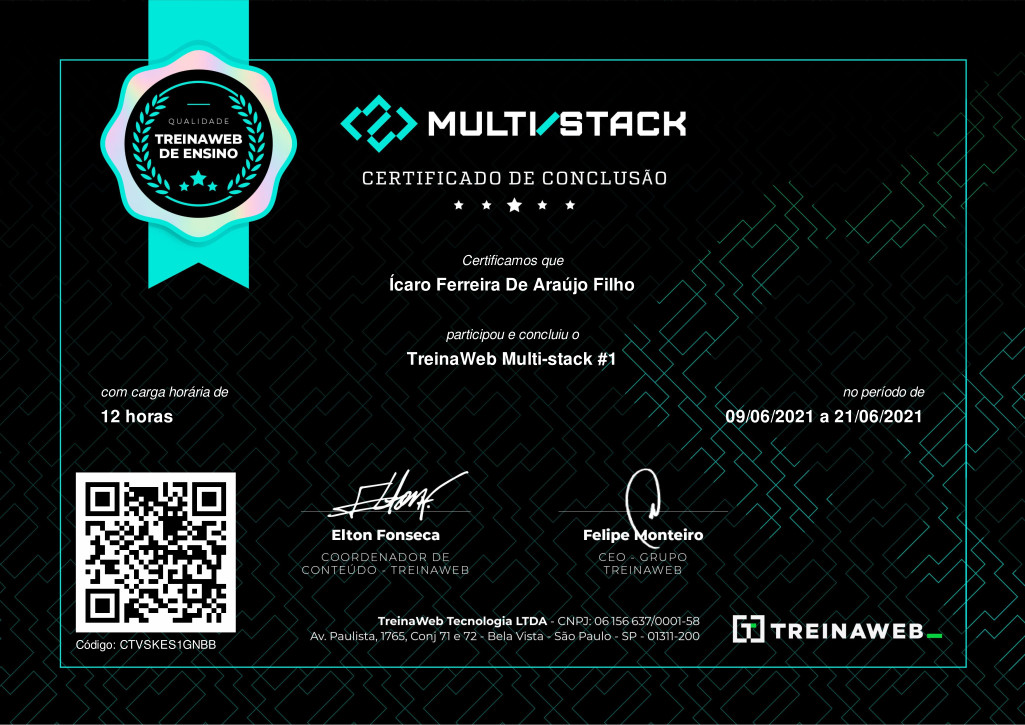 QUALIDADE
TREINAWEB
DE ENSINO
MULTI/STACK
CERTIFICADO DE CONCLUSÃO
Certificamos que
Ícaro Ferreira De Araújo Filho
participou e concluiu o
TreinaWeb Multi-stack #1
com carga horária de
12 horas
no período de
09/06/2021 a 21/06/2021
Elton Fonseca
COORDENADOR DE
CONTEÚDO - TREINAWEB
Felipe Monteiro
CEO - GRUPO
TREINAWEB
Código: CTVSKES1GNBB
TreinaWeb Tecnologia LTDA - CNPJ: 06 156 637/0001-58
Av. Paulista, 1765, Conj 71 e 72 - Bela Vista - São Paulo - SP - 01311-200
TREINAWEB_